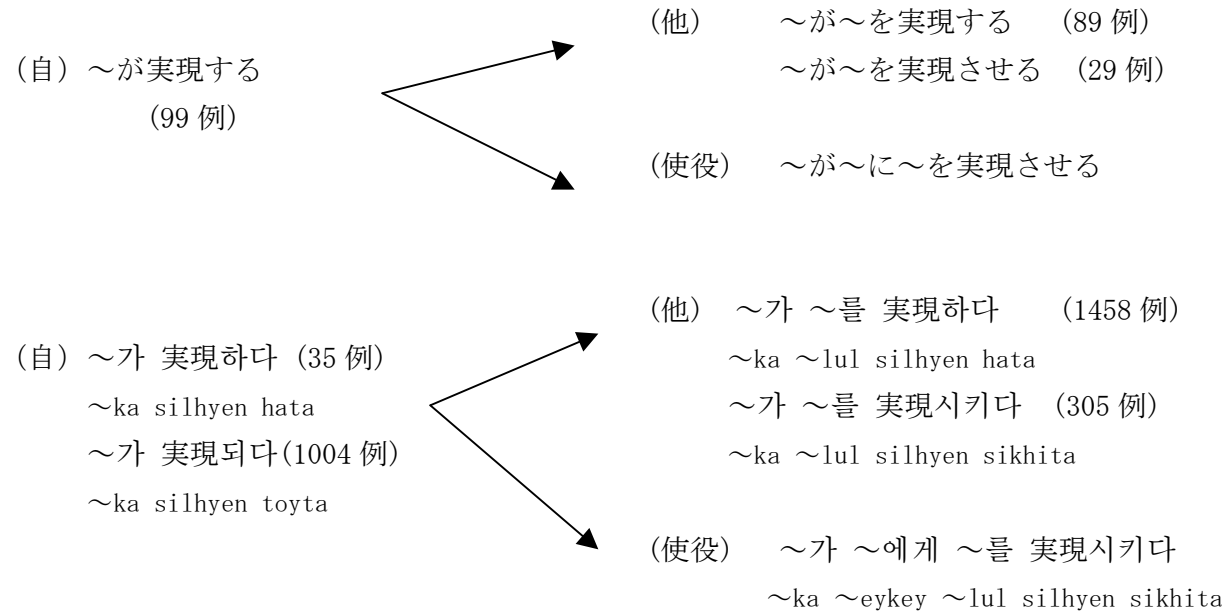 (自) ～が実現する
(99 例)
(他) ～が～を実現する (89 例)
～が～を実現させる (29 例)
(使役) ～が～に～を実現させる
(自) ～가 実現하다 (35 例)
～ka silhyen hata
～가 実現되다(1004 例)
～ka silhyen toyta
(他) ～가 ～를 実現하다 (1458 例)
～ka ～lul silhyen hata
～가 ～를 実現시키다 (305 例)
～ka ～lul silhyen sikhita
(使役) ～가 ～에게 ～를 実現시키다
～ka ～eykey ～lul silhyen sikhita